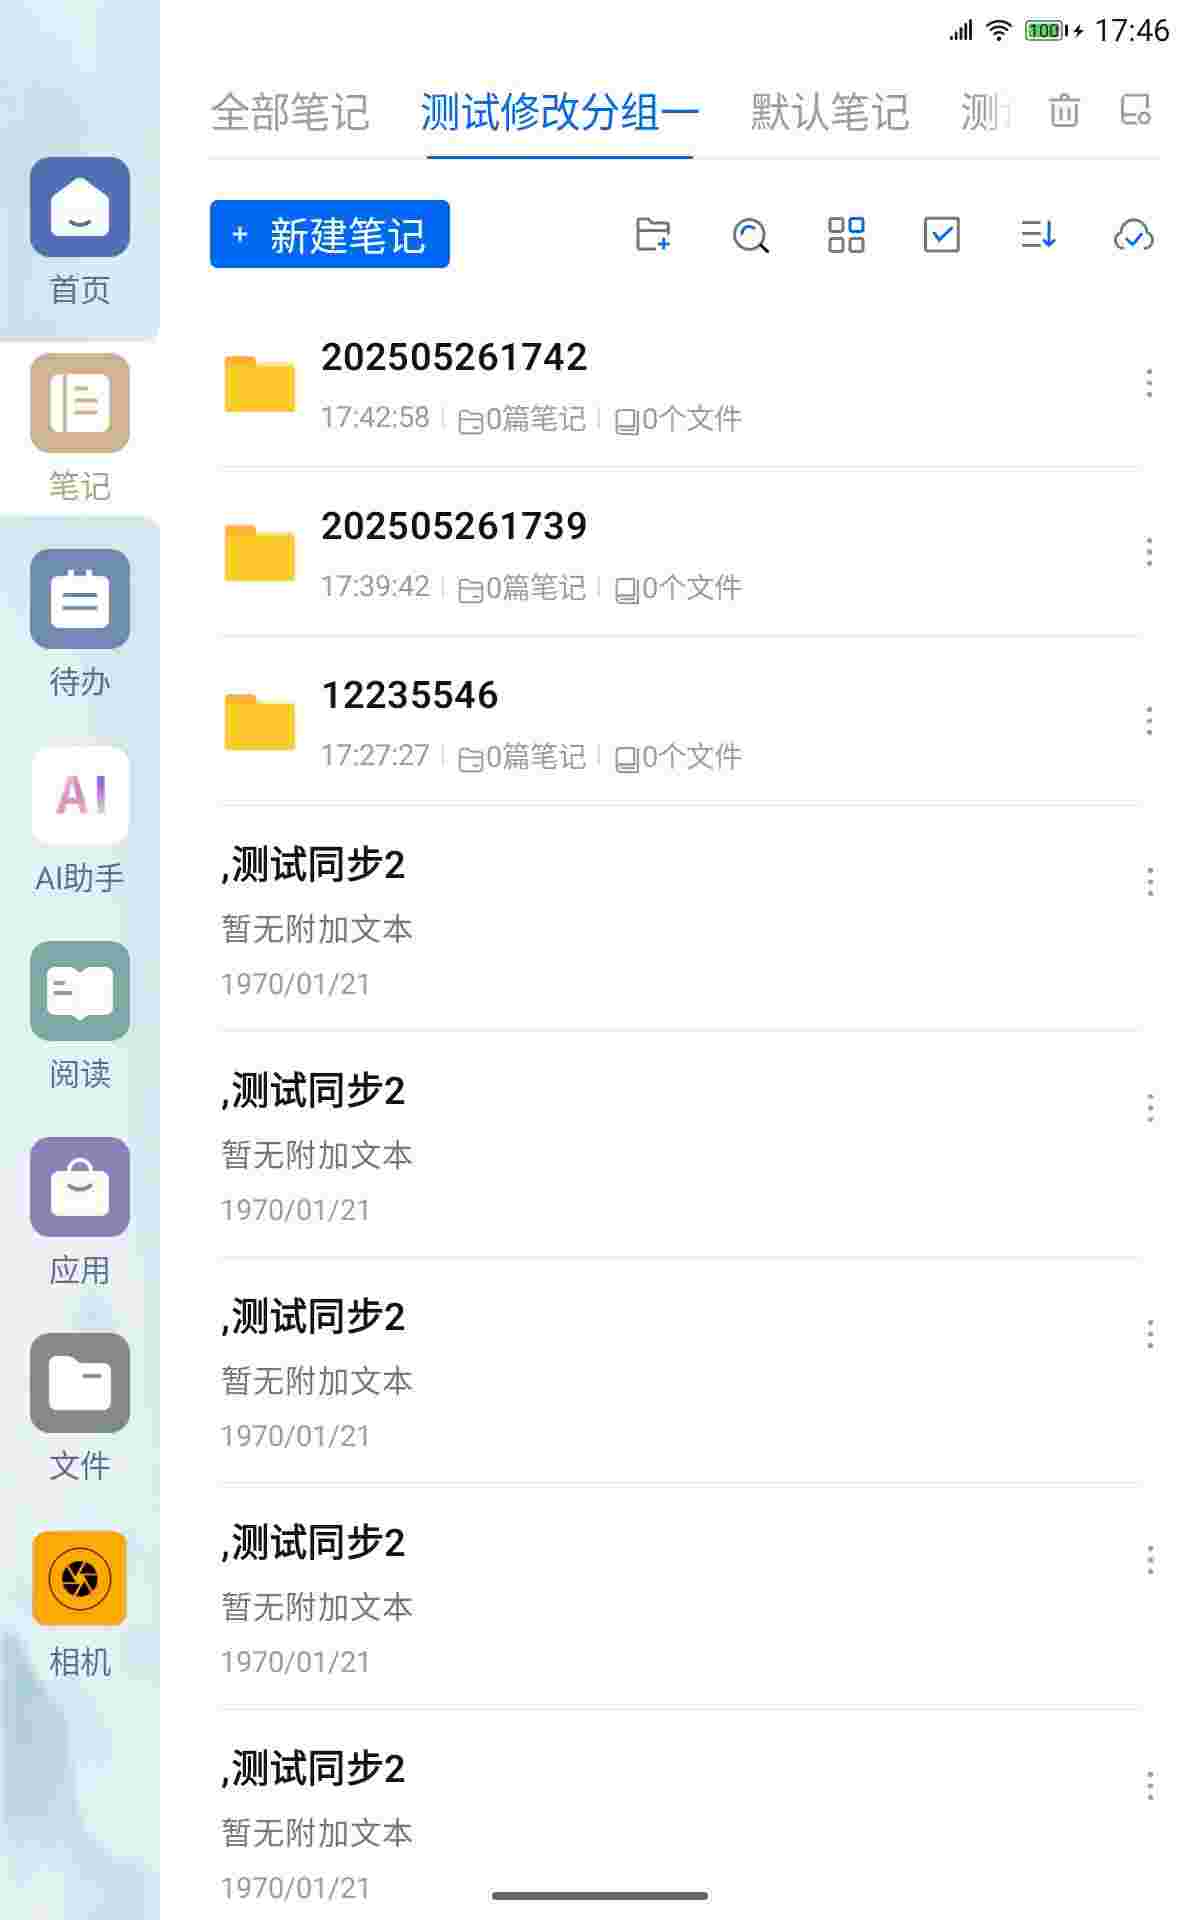 17:46
100
全部笔记 测试修改分组一 默认笔记 测
+ 新建笔记
首页
笔记
待办
AI
AI助手
阅读
应用
文件
相机
202505261742
17:42:58 0篇笔记 0个文件
202505261739
17:39:42 0篇笔记 0个文件
12235546
17:27:27 0篇笔记 0个文件
,测试同步2
暂无附加文本
1970/01/21
,测试同步2
暂无附加文本
1970/01/21
,测试同步2
暂无附加文本
1970/01/21
,测试同步2
暂无附加文本
1970/01/21
,测试同步2
暂无附加文本
1970/01/21